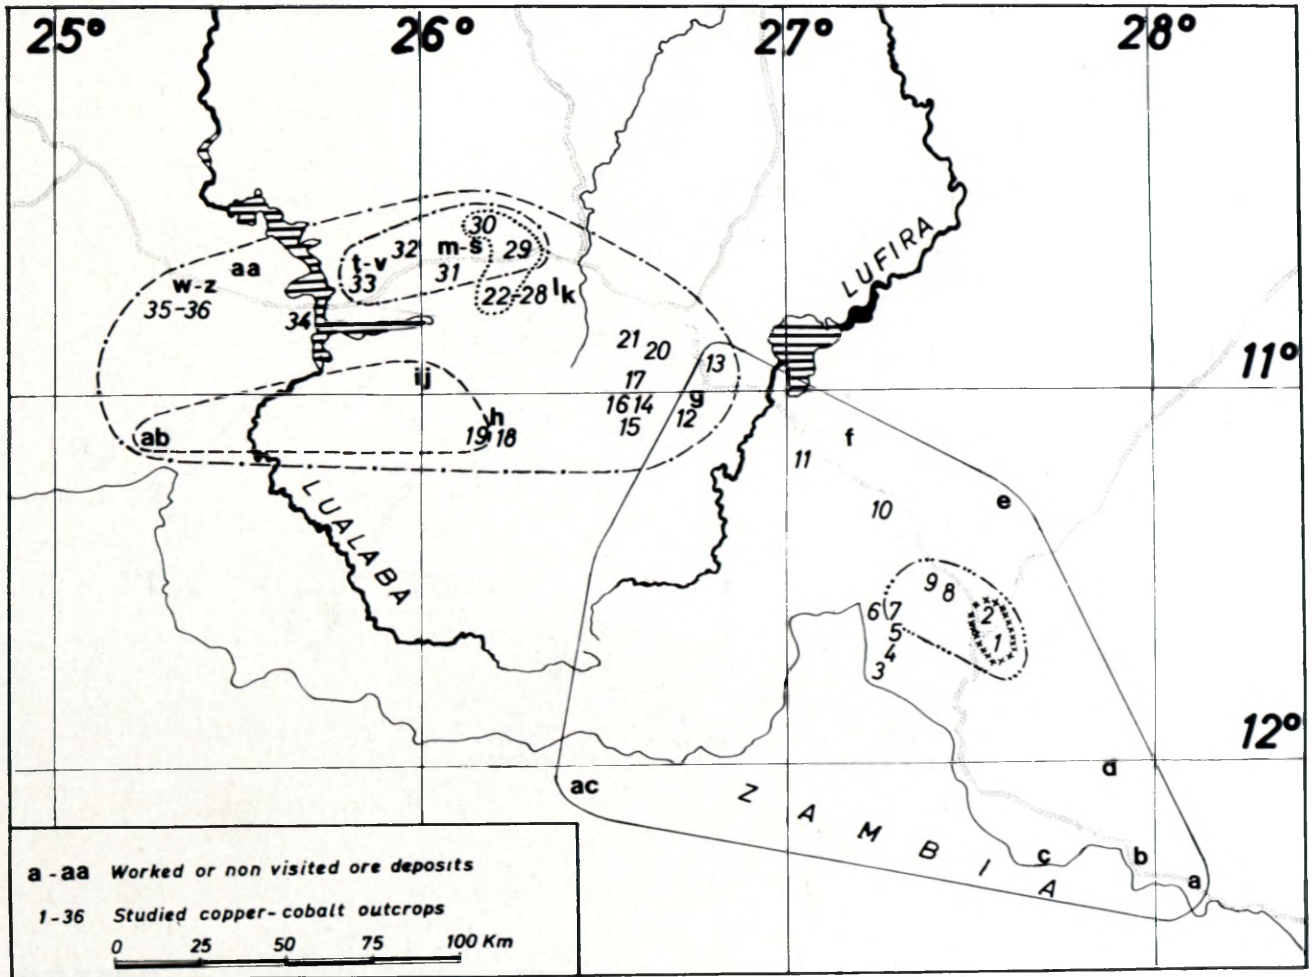 25° 26° 27° 28°
30
32 m-s 29
LUFIRA
aa t-v
w-z 33 31 22-28 lk
35-36
34
21
20
11°
13
ij 17
g
16 14
12
h
ab 19 18 15
f
11
e
10
LUALABA
9 8
6 7 2
5 1
4
3
12°
d
ac
ZAMBIA
c b
a
a - aa Worked or non visited ore deposits
1-36 Studied copper-cobalt outcrops
0 25 50 75 100 Km